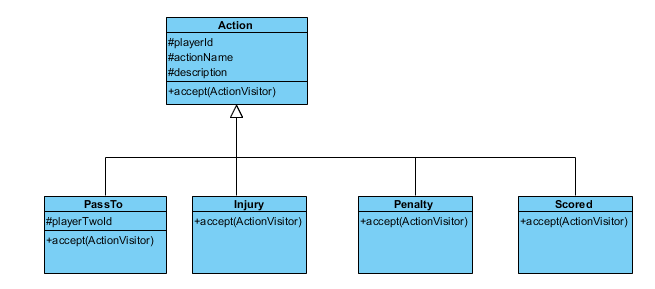 Action
#playerId
#actionName
#description
+accept(ActionVisitor)
PassTo
#playerTwoId
+accept(ActionVisitor)
Injury
+accept(ActionVisitor)
Penalty
+accept(ActionVisitor)
Scored
+accept(ActionVisitor)